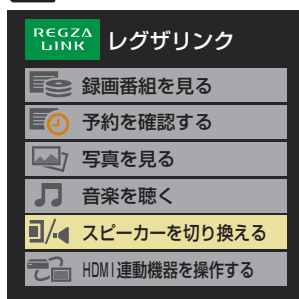 REGZA
LINK
レグザリンク
録画番組を見る
予約を確認する
写真を見る
音楽を聴く
スピーカーを切り換える
HDMI連動機器を操作する